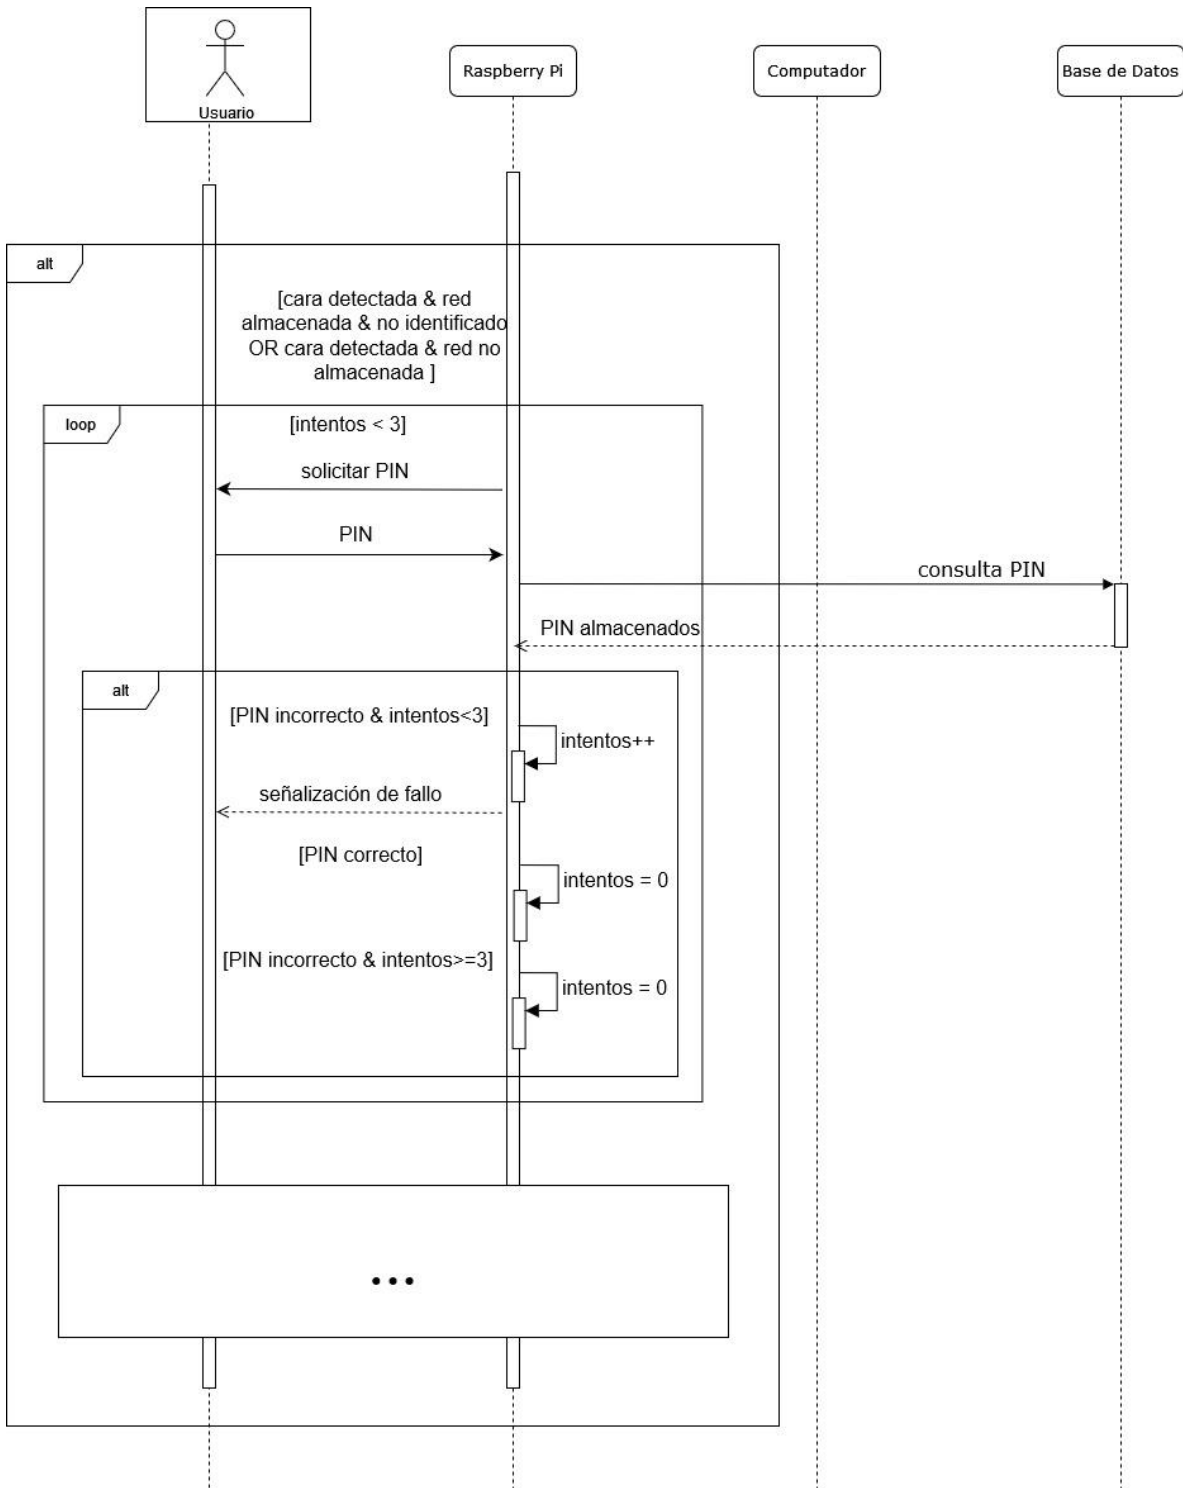 Usuario
Raspberry Pi
Computador
Base de Datos
alt
[cara detectada & red
almacenada & no identificado
OR cara detectada & red no
almacenada ]
loop
[intentos < 3]
solicitar PIN
PIN
consulta PIN
PIN almacenados
alt
[PIN incorrecto & intentos<3]
intentos++
señalización de fallo
[PIN correcto]
intentos = 0
[PIN incorrecto & intentos>=3]
intentos = 0
...